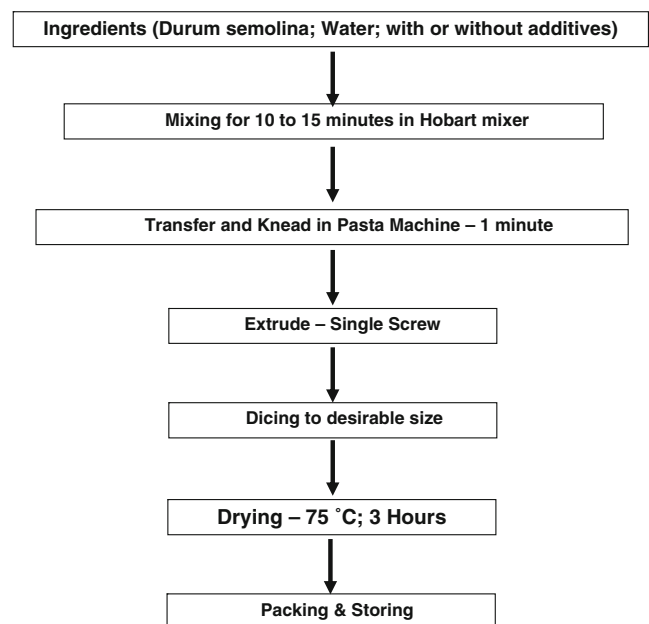 Ingredients (Durum semolina; Water; with or without additives)
Mixing for 10 to 15 minutes in Hobart mixer
Transfer and Knead in Pasta Machine – 1 minute
Extrude – Single Screw
Dicing to desirable size
Drying – 75 ˚C; 3 Hours
Packing & Storing